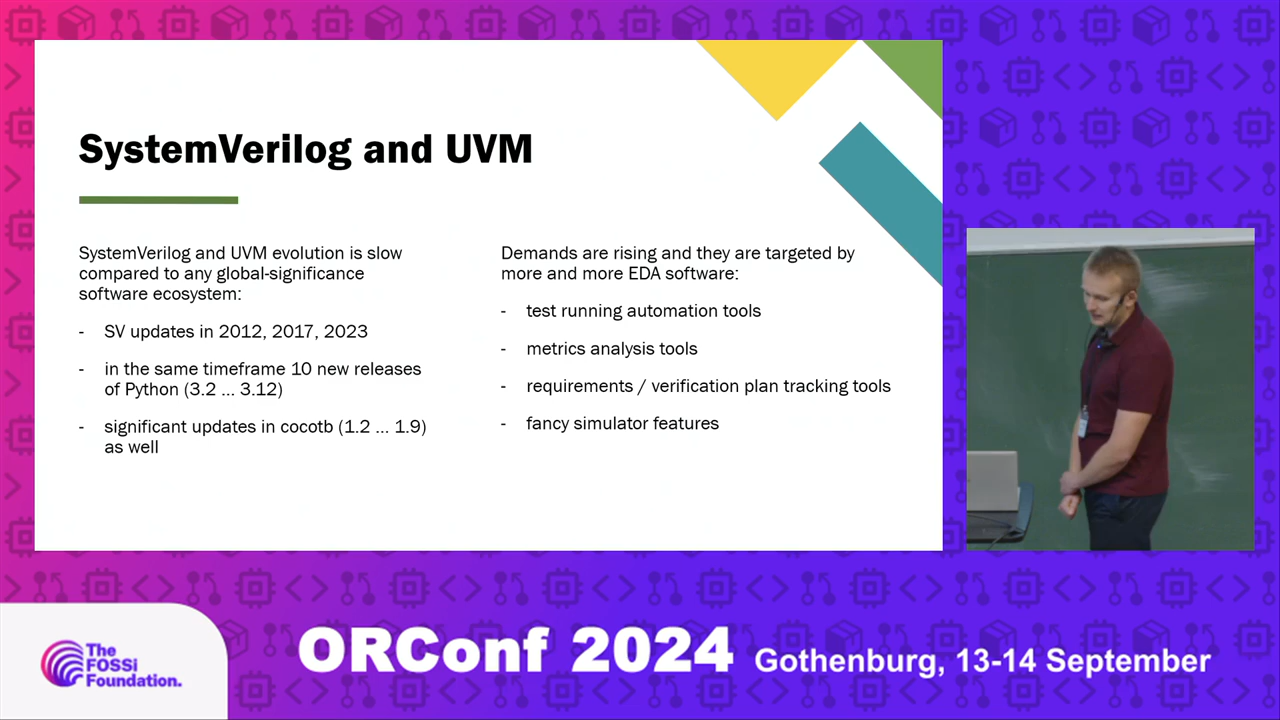 SystemVerilog and UVM
SystemVerilog and UVM evolution is slow
compared to any global-significance
software ecosystem:
- SV updates in 2012, 2017, 2023
- in the same timeframe 10 new releases
of Python (3.2 ... 3.12)
- significant updates in cocotb (1.2 ... 1.9)
as well
Demands are rising and they are targeted by
more and more EDA software:
- test running automation tools
- metrics analysis tools
- requirements / verification plan tracking tools
- fancy simulator features
The
FOSSi
Foundation.
ORConf 2024 Gothenburg, 13-14 September